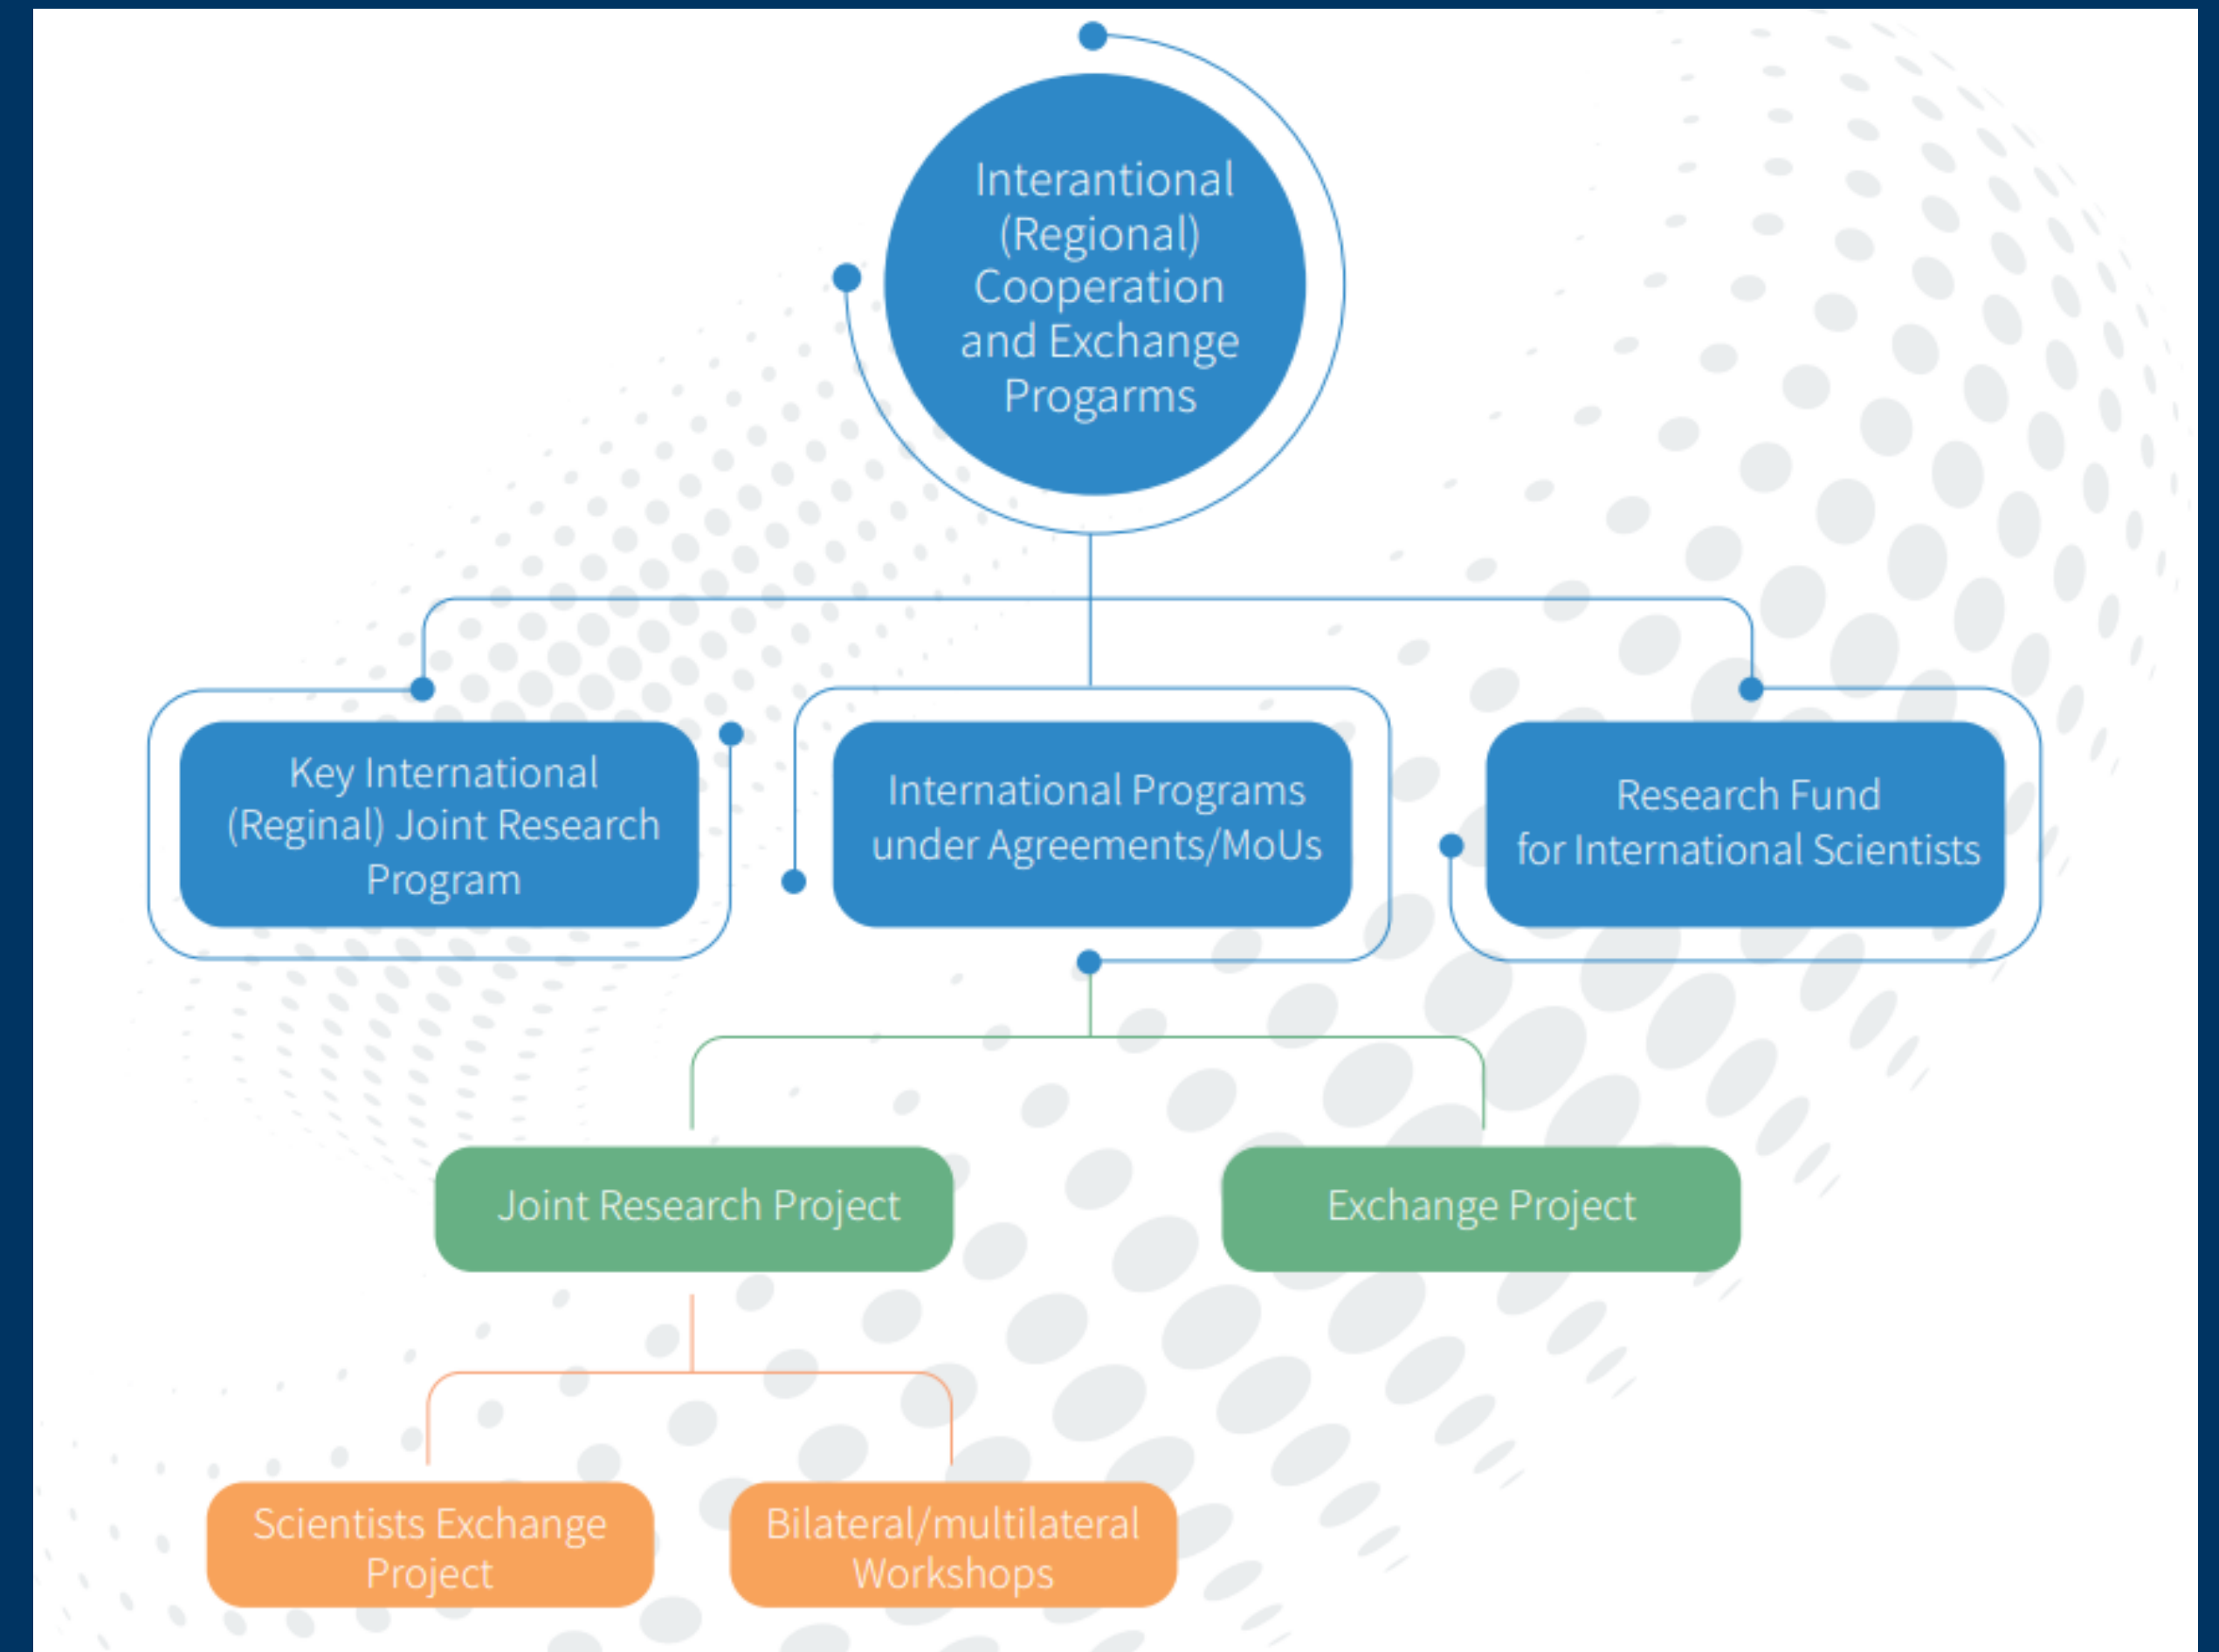 Interantional
(Regional)
Cooperation
and Exchange
Progarms
Key International
(Reginal) Joint Research
Program
International Programs
under Agreements/MoUs
Research Fund
for International Scientists
Joint Research Project
Exchange Project
Scientists Exchange
Project
Bilateral/multilateral
Workshops